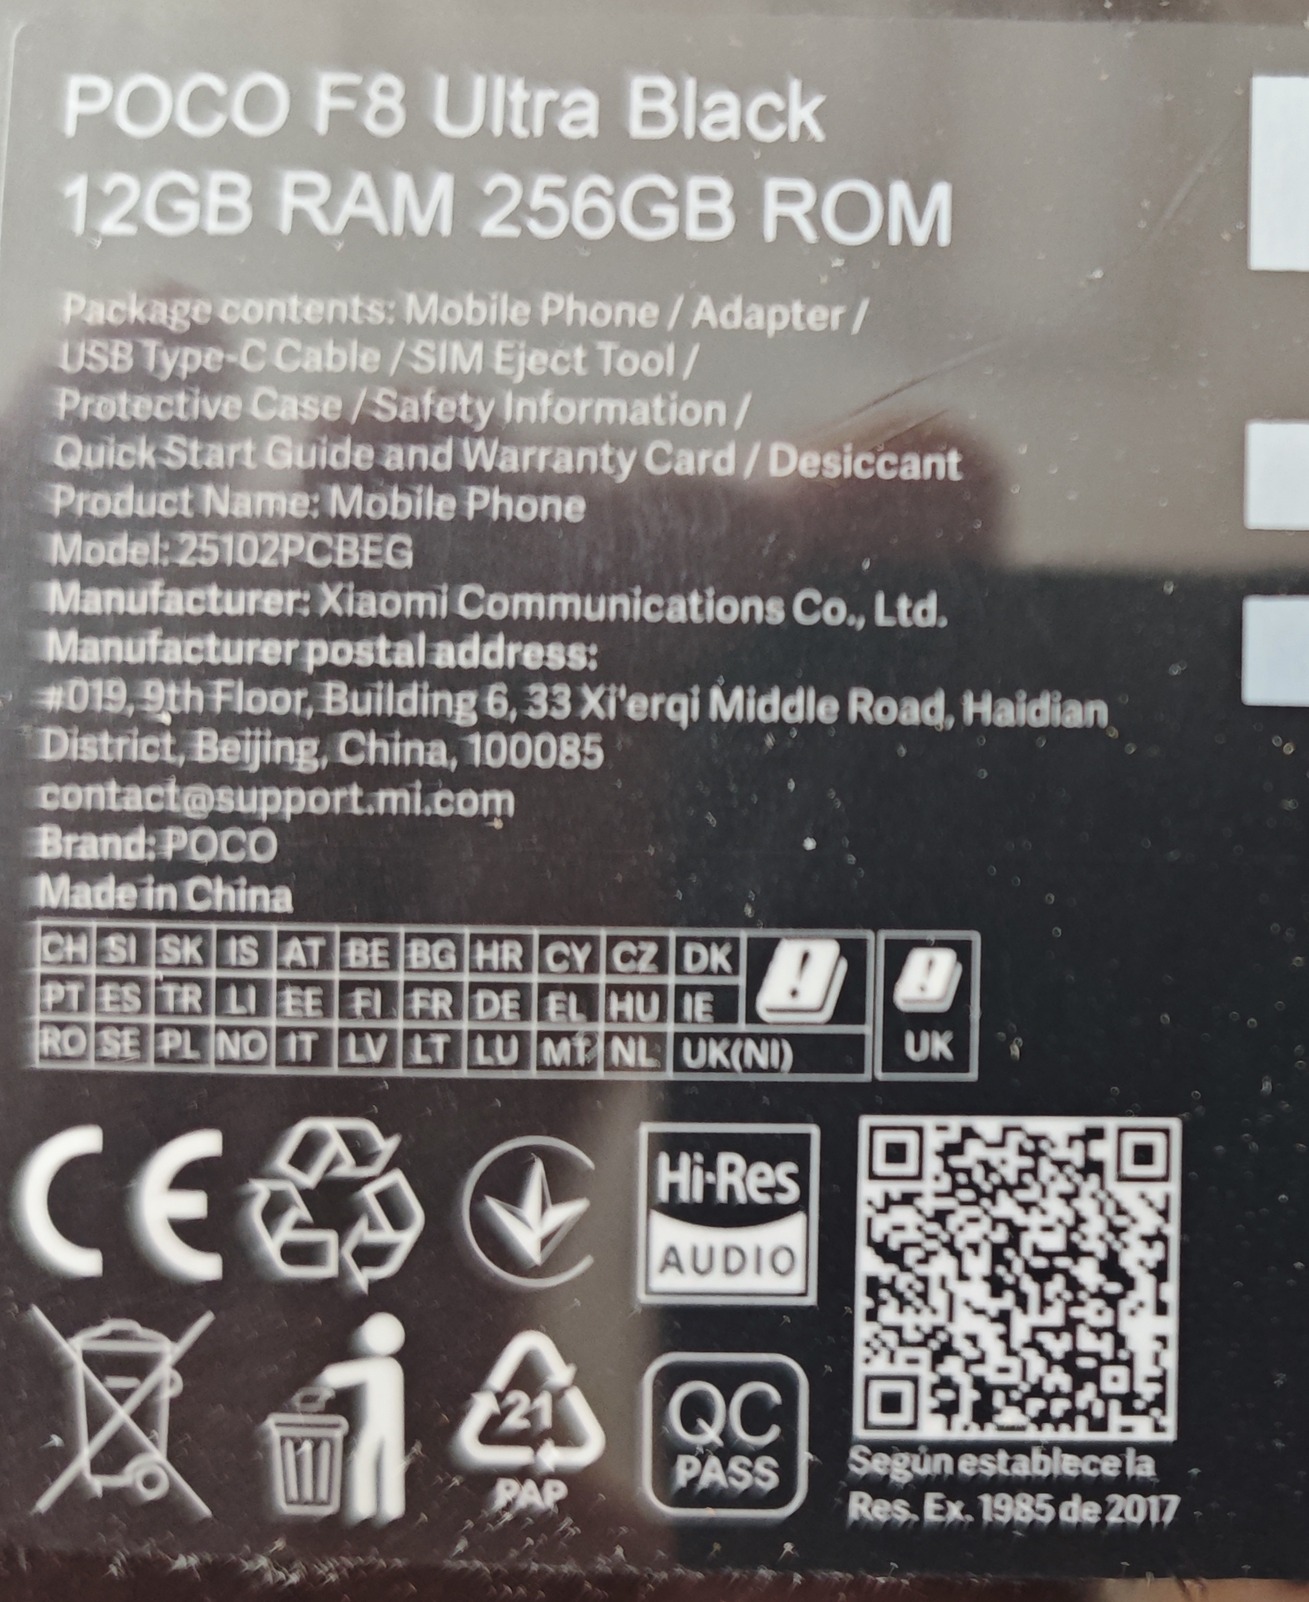 POCO F8 Ultra Black
12GB RAM 256GB ROM
Package contents: Mobile Phone / Adapter /
USB Type-C Cable / SIM Eject Tool /
Protective Case / Safety Information /
Quick Start Guide and Warranty Card / Desiccant
Product Name: Mobile Phone
Model: 25102PCBEG
Manufacturer: Xiaomi Communications Co., Ltd.
Manufacturer postal address:
#019, 9th Floor, Building 6, 33 Xi'erqi Middle Road, Haidian
District, Beijing, China, 100085
contact@support.mi.com
Brand: POCO
Made in China
CH SI SK IS AT BE BG HR CY CZ DK
PT ES TR LI EE FI FR DE EL HU IE
RO SE PL NO IT LV LT LU MT NL UK(NI)
UK
CE
Hi-Res
AUDIO
21
PAP
QC
PASS
Según establece la
Res. Ex. 1985 de 2017